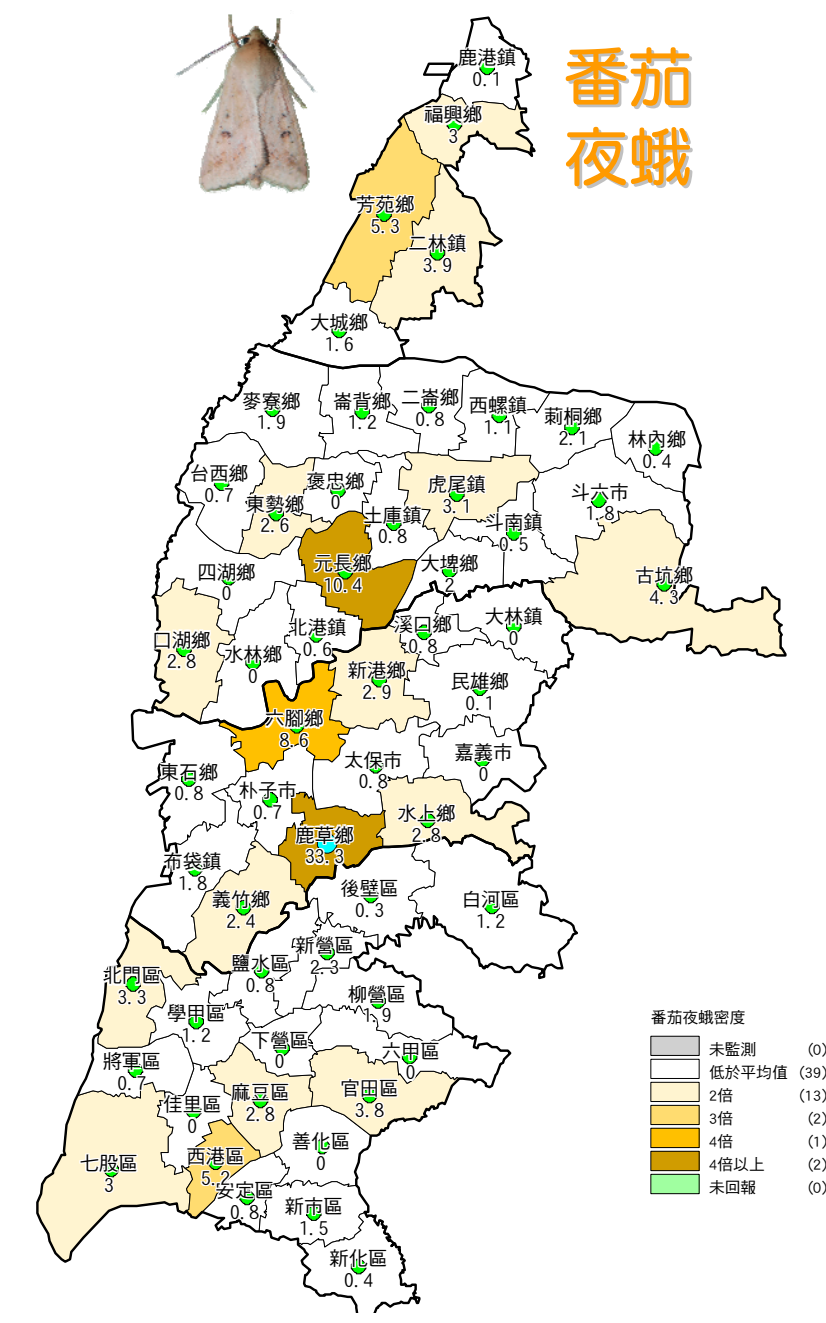 番茄
夜蛾
鹿港鎮
0.1
福興鄉
3
芳苑鄉
5.3
二林鎮
3.9
大城鄉
1.6
麥寮鄉
1.9
崙背鄉
1.2
二崙鄉
0.8
西螺鎮
1.1
莿桐鄉
2.1
林內鄉
0.4
台西鄉
0.7
東勢鄉
2.6
褒忠鄉
0
土庫鎮
0.8
虎尾鎮
3.1
斗南鎮
0.5
斗六市
1.8
四湖鄉
0
元長鄉
10.4
大埤鄉
2
古坑鄉
4.3
口湖鄉
2.8
水林鄉
0
北港鎮
0.6
溪口鄉
0.8
大林鎮
0
新港鄉
2.9
民雄鄉
0.1
六腳鄉
8.6
東石鄉
0.8
朴子市
0.7
太保市
0.8
嘉義市
0
鹿草鄉
33.3
水上鄉
2.8
布袋鎮
1.8
義竹鄉
2.4
後壁區
0.3
白河區
1.2
北門區
3.3
鹽水區
0.8
新營區
2.3
學甲區
1.2
柳營區
1.9
下營區
0
六甲區
0
將軍區
0.7
佳里區
0
麻豆區
2.8
官田區
3.8
七股區
3
西港區
5.2
善化區
0
安定區
0.8
新市區
1.5
新化區
0.4
番茄夜蛾密度
未監測 (0)
低於平均值 (39)
2倍 (13)
3倍 (2)
4倍 (1)
4倍以上 (2)
未回報 (0)